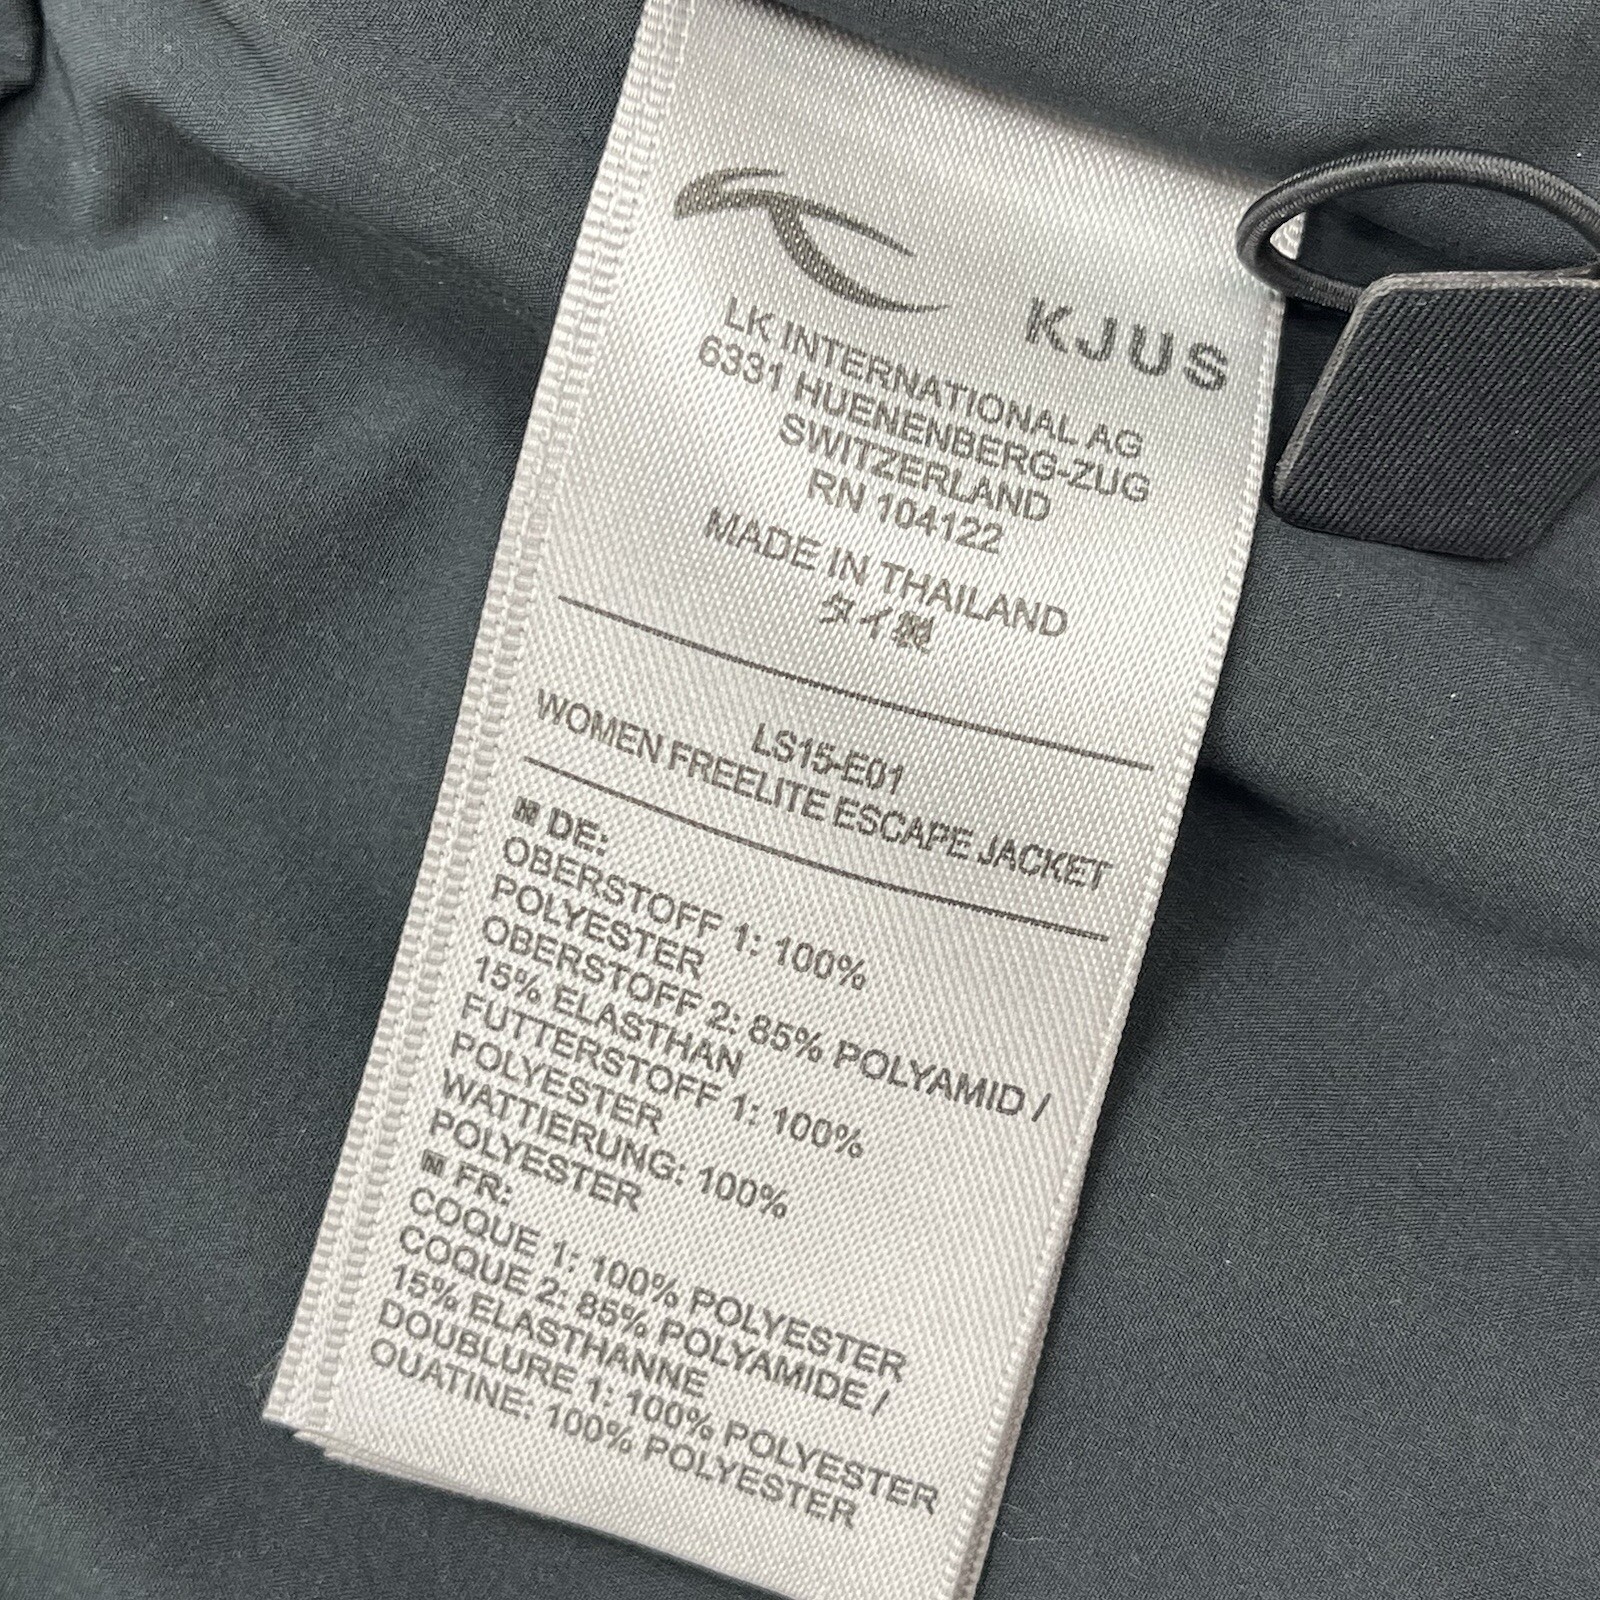 KJUS
LK INTERNATIONAL AG
6331 HUENENBERG-ZUG
SWITZERLAND
RN 104122
MADE IN THAILAND
タイ製
LS15-E01
WOMEN FREELITE ESCAPE JACKET
DE:
OBERSTOFF 1: 100%
POLYESTER
OBERSTOFF 2: 85% POLYAMID /
15% ELASTHAN
FUTTERSTOFF 1: 100%
POLYESTER
WATTIERUNG: 100%
POLYESTER
FR:
COQUE 1: 100% POLYESTER
COQUE 2: 85% POLYAMIDE /
15% ELASTHANNE
DOUBLURE 1: 100% POLYESTER
OUATINE: 100% POLYESTER